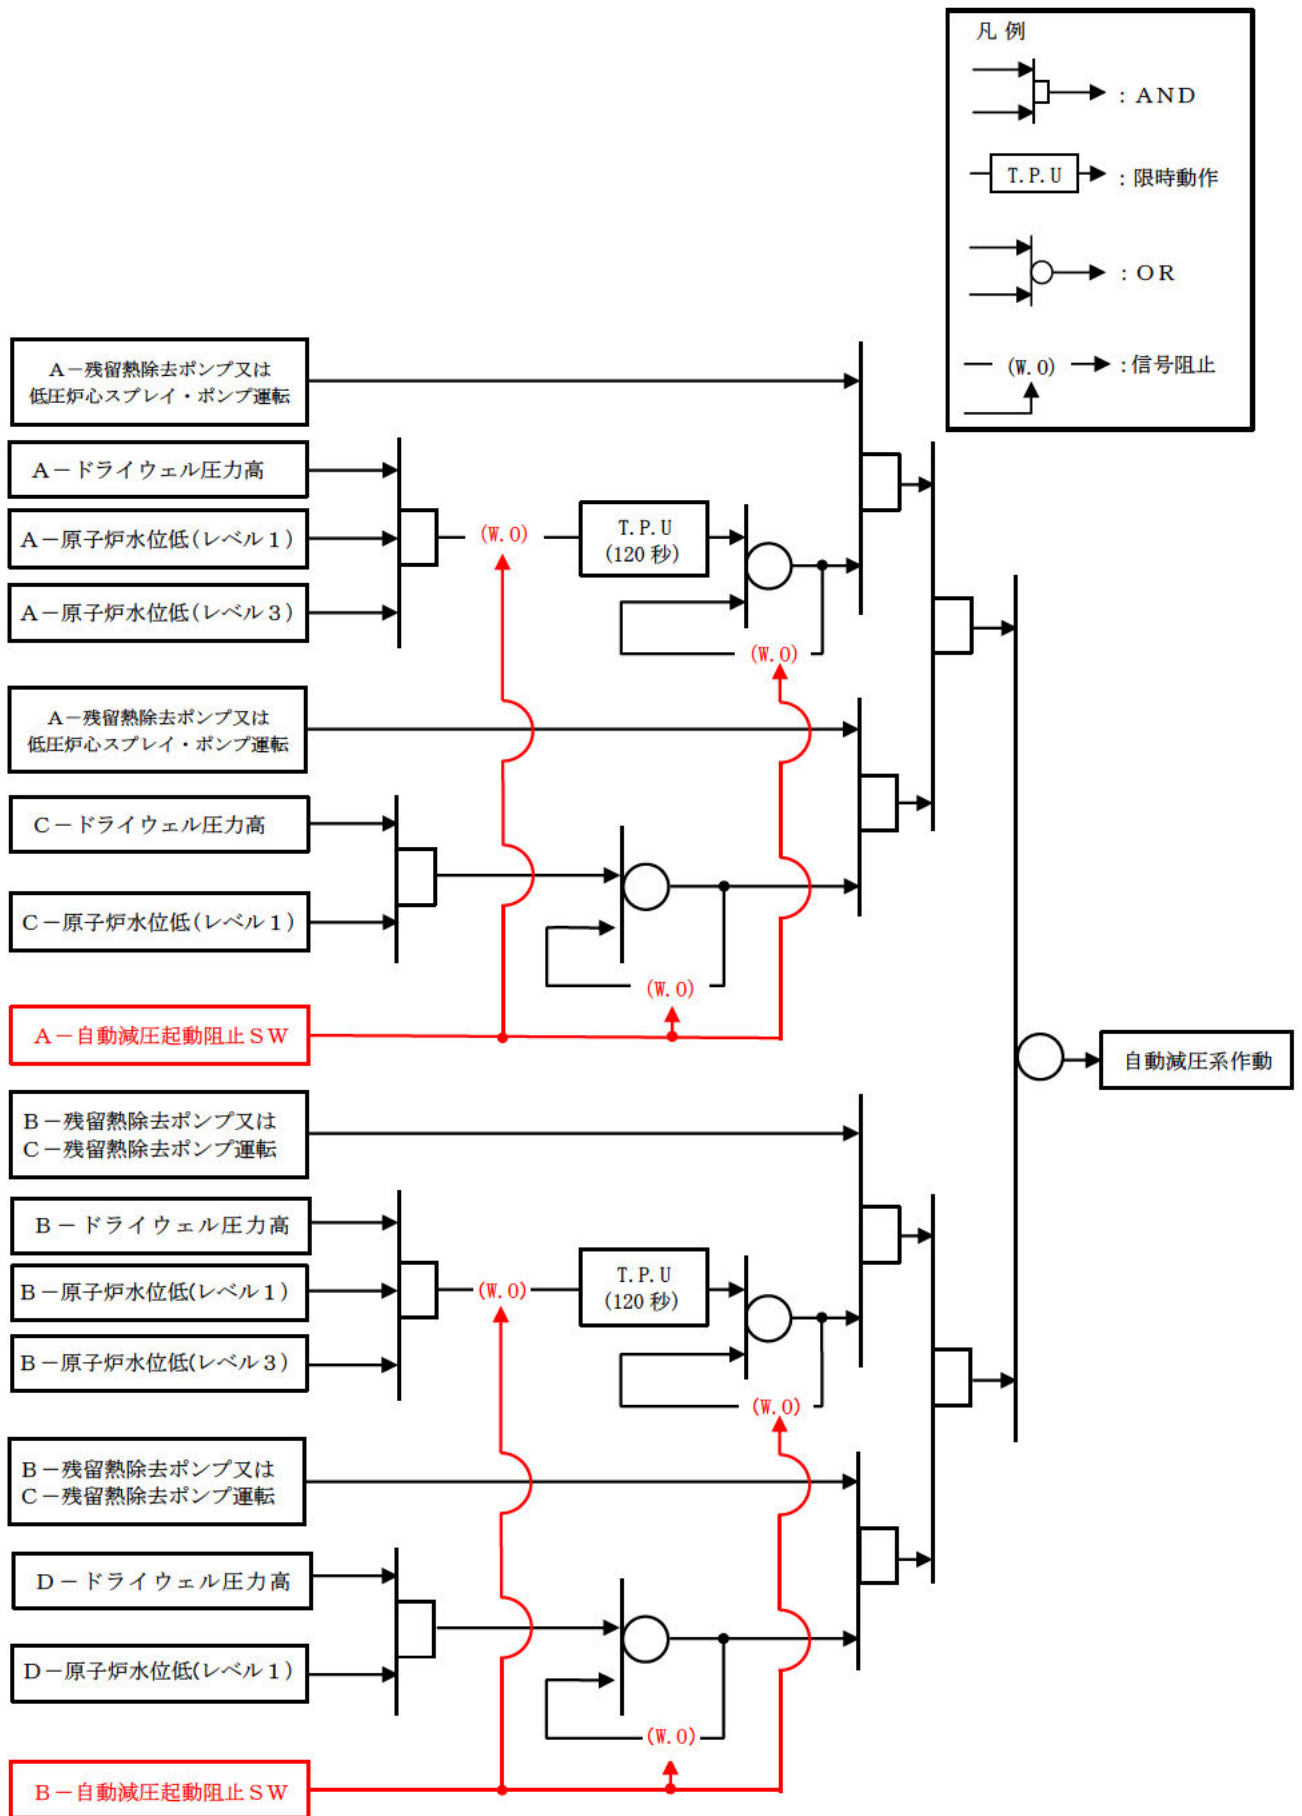 凡例
：AND
T.P.U
：限時動作
：OR
(W.O)
：信号阻止
A－残留熱除去ポンプ又は
低圧炉心スプレイ・ポンプ運転
A－ドライウェル圧力高
A－原子炉水位低(レベル1)
A－原子炉水位低(レベル3)
(W.O)
T.P.U
(120秒)
(W.O)
A－残留熱除去ポンプ又は
低圧炉心スプレイ・ポンプ運転
C－ドライウェル圧力高
C－原子炉水位低(レベル1)
(W.O)
A－自動減圧起動阻止SW
自動減圧系作動
B－残留熱除去ポンプ又は
C－残留熱除去ポンプ運転
B－ドライウェル圧力高
B－原子炉水位低(レベル1)
B－原子炉水位低(レベル3)
(W.O)
T.P.U
(120秒)
(W.O)
B－残留熱除去ポンプ又は
C－残留熱除去ポンプ運転
D－ドライウェル圧力高
D－原子炉水位低(レベル1)
(W.O)
B－自動減圧起動阻止SW